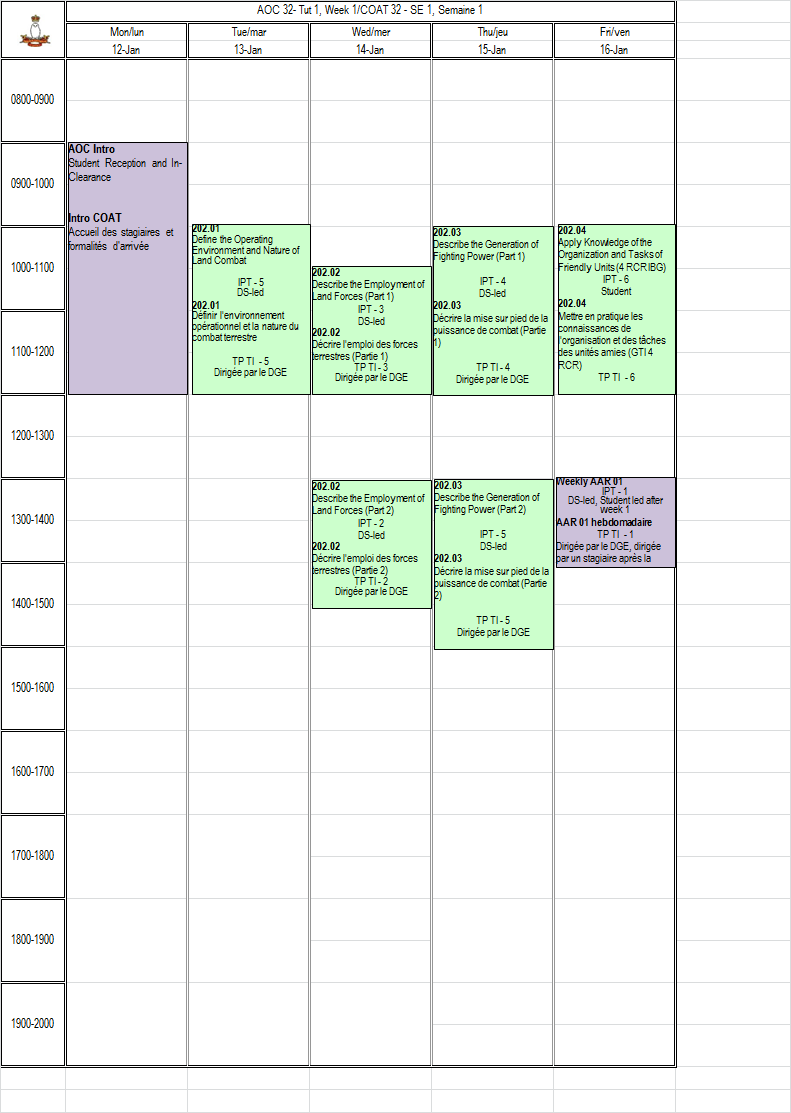 AOC 32- Tut 1, Week 1/COAT 32 - SE 1, Semaine 1
Mon/lun
Tue/mar
Wed/mer
Thu/jeu
Fri/ven
12-Jan
13-Jan
14-Jan
15-Jan
16-Jan
0800-0900
0900-1000
1000-1100
1100-1200
1200-1300
1300-1400
1400-1500
1500-1600
1600-1700
1700-1800
1800-1900
1900-2000
AOC Intro
Student Reception and In-
Clearance
Intro COAT
Accueil des stagiaires et
formalités d'arrivée
202.01
Define the Operating
Environment and Nature of
Land Combat
IPT - 5
DS-led
202.01
Définir l'environnement
opérationnel et la nature du
combat terrestre
TP TI - 5
Dirigée par le DGE
202.02
Describe the Employment of
Land Forces (Part 1)
IPT - 3
DS-led
202.02
Décrire l'emploi des forces
terrestres (Partie 1)
TP TI - 3
Dirigée par le DGE
202.02
Describe the Employment of
Land Forces (Part 2)
IPT - 2
DS-led
202.02
Décrire l'emploi des forces
terrestres (Partie 2)
TP TI - 2
Dirigée par le DGE
202.03
Describe the Generation of
Fighting Power (Part 1)
IPT - 4
DS-led
202.03
Décrire la mise sur pied de la
puissance de combat (Partie
1)
TP TI - 4
Dirigée par le DGE
202.03
Describe the Generation of
Fighting Power (Part 2)
IPT - 5
DS-led
202.03
Décrire la mise sur pied de la
puissance de combat (Partie
2)
TP TI - 5
Dirigée par le DGE
202.04
Apply Knowledge of the
Organization and Tasks of
Friendly Units (4 RCR IBG)
IPT - 6
Student
202.04
Mettre en pratique les
connaissances de
l'organisation et des tâches
des unités amies (GTI 4
RCR)
TP TI - 6
Weekly AAR 01
IPT - 1
DS-led, Student led after
week 1
AAR 01 hebdomadaire
TP TI - 1
Dirigée par le DGE, dirigée
par un stagiaire après la